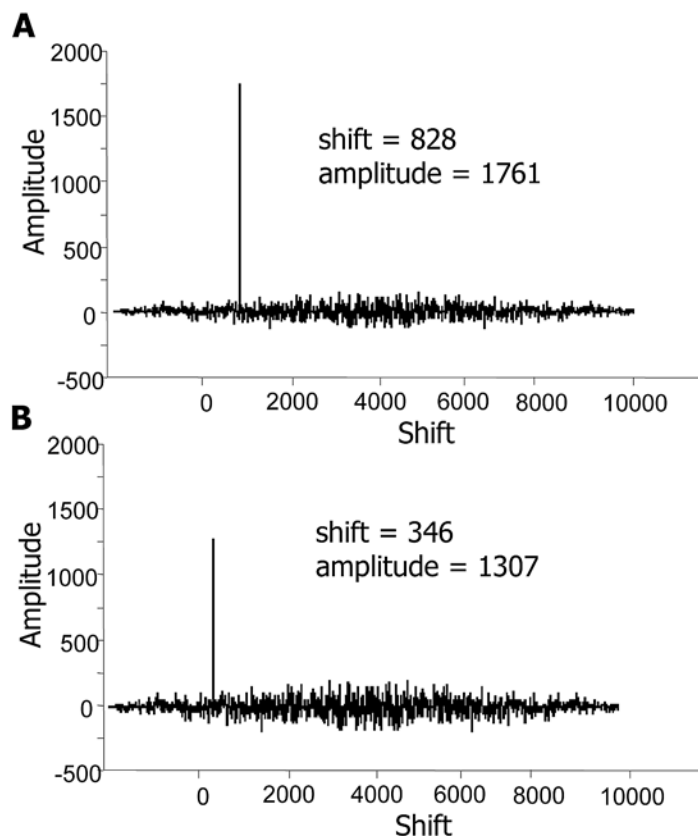 A
2000
1500
1000
500
0
-500
Amplitude
shift = 828
amplitude = 1761
0 2000 4000 6000 8000 10000
Shift
B
2000
1500
1000
500
0
-500
Amplitude
shift = 346
amplitude = 1307
0 2000 4000 6000 8000 10000
Shift